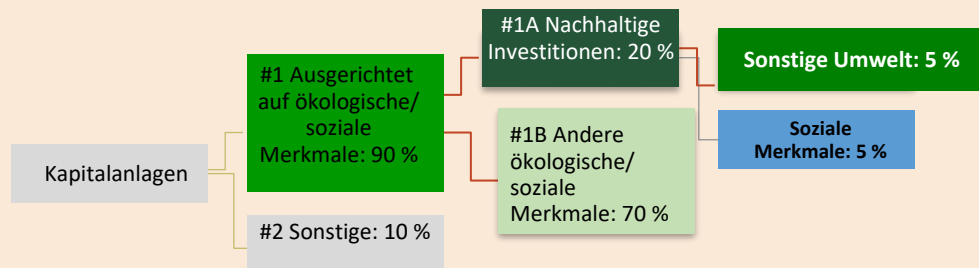 Kapitalanlagen
#1 Ausgerichtet
auf ökologische/
soziale
Merkmale: 90 %
#2 Sonstige: 10 %
#1A Nachhaltige
Investitionen: 20 %
#1B Andere
ökologische/
soziale
Merkmale: 70 %
Sonstige Umwelt: 5 %
Soziale
Merkmale: 5 %